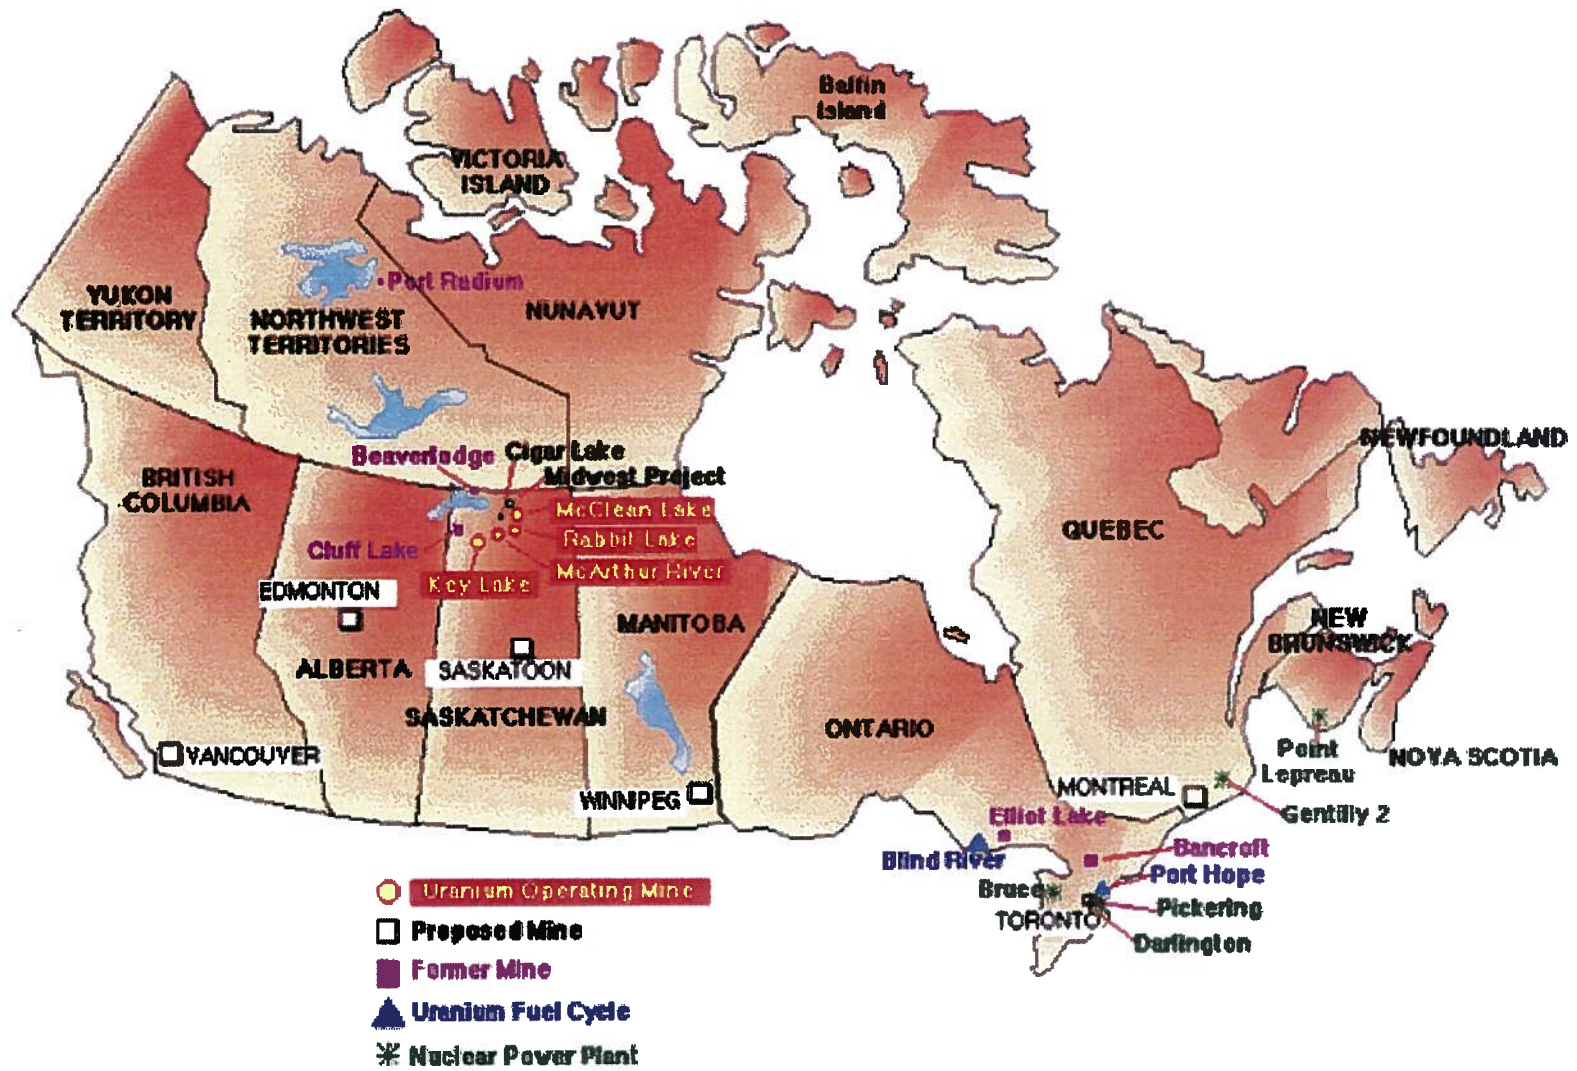 Baffin
Island
VICTORIA
ISLAND
Port Radium
YUKON
TERRITORY
NORTHWEST
TERRITORIES
NUNAVUT
Beaverlodge
Cigar Lake
Midwest Project
NEWFOUNDLAND
BRITISH
COLUMBIA
McClean Lake
QUEBEC
Cluff Lake
Rabbit Lake
Key Lake
McArthur River
EDMONTON
MANITOBA
NEW
BRUNSWICK
ALBERTA
SASKATOON
SASKATCHEWAN
ONTARIO
VANCOUVER
Point
Lepreau
NOVA SCOTIA
WINNIPEG
MONTREAL
Gentilly 2
Elliot Lake
Blind River
Bancroft
Port Hope
Bruce
Pickering
TORONTO
Darlington
Uranium Operating Mine
Proposed Mine
Former Mine
Uranium Fuel Cycle
Nuclear Power Plant